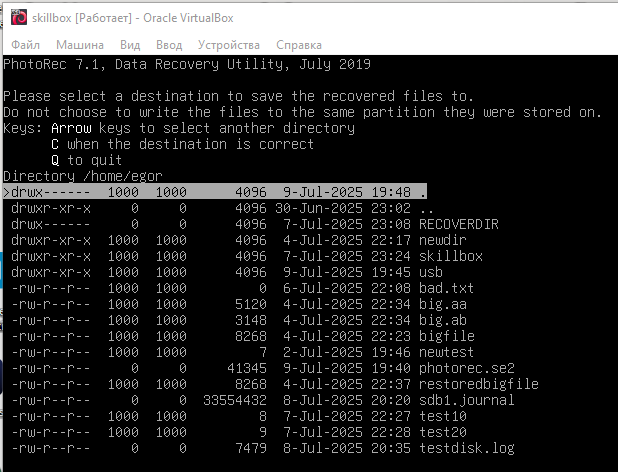 skillbox [Работает] - Oracle VirtualBox
Файл Машина Вид Ввод Устройства Справка
PhotoRec 7.1, Data Recovery Utility, July 2019
Please select a destination to save the recovered files to.
Do not choose to write the files to the same partition they were stored on.
Keys: Arrow keys to select another directory
C when the destination is correct
Q to quit
Directory /home/egor
>drwx------ 1000 1000 4096 9-Jul-2025 19:48 .
drwxr-xr-x 0 0 4096 30-Jun-2025 23:02 ..
drwx------ 0 0 4096 7-Jul-2025 23:08 RECOVERDIR
drwxr-xr-x 1000 1000 4096 4-Jul-2025 22:17 newdir
drwxr-xr-x 1000 1000 4096 7-Jul-2025 23:24 skillbox
drwxr-xr-x 1000 1000 4096 9-Jul-2025 19:45 usb
-rw-r--r-- 1000 1000 0 6-Jul-2025 22:08 bad.txt
-rw-r--r-- 1000 1000 5120 4-Jul-2025 22:34 big.aa
-rw-r--r-- 1000 1000 3148 4-Jul-2025 22:34 big.ab
-rw-r--r-- 1000 1000 8268 4-Jul-2025 22:23 bigfile
-rw-r--r-- 1000 1000 7 2-Jul-2025 19:46 newtest
-rw-r--r-- 0 0 41345 9-Jul-2025 19:40 photorec.se2
-rw-r--r-- 1000 1000 8268 4-Jul-2025 22:37 restoredbigfile
-rw-r--r-- 0 0 33554432 8-Jul-2025 20:20 sdb1.journal
-rw-r--r-- 1000 1000 8 7-Jul-2025 22:27 test10
-rw-r--r-- 1000 1000 9 7-Jul-2025 22:28 test20
-rw-r--r-- 0 0 7479 8-Jul-2025 20:35 testdisk.log